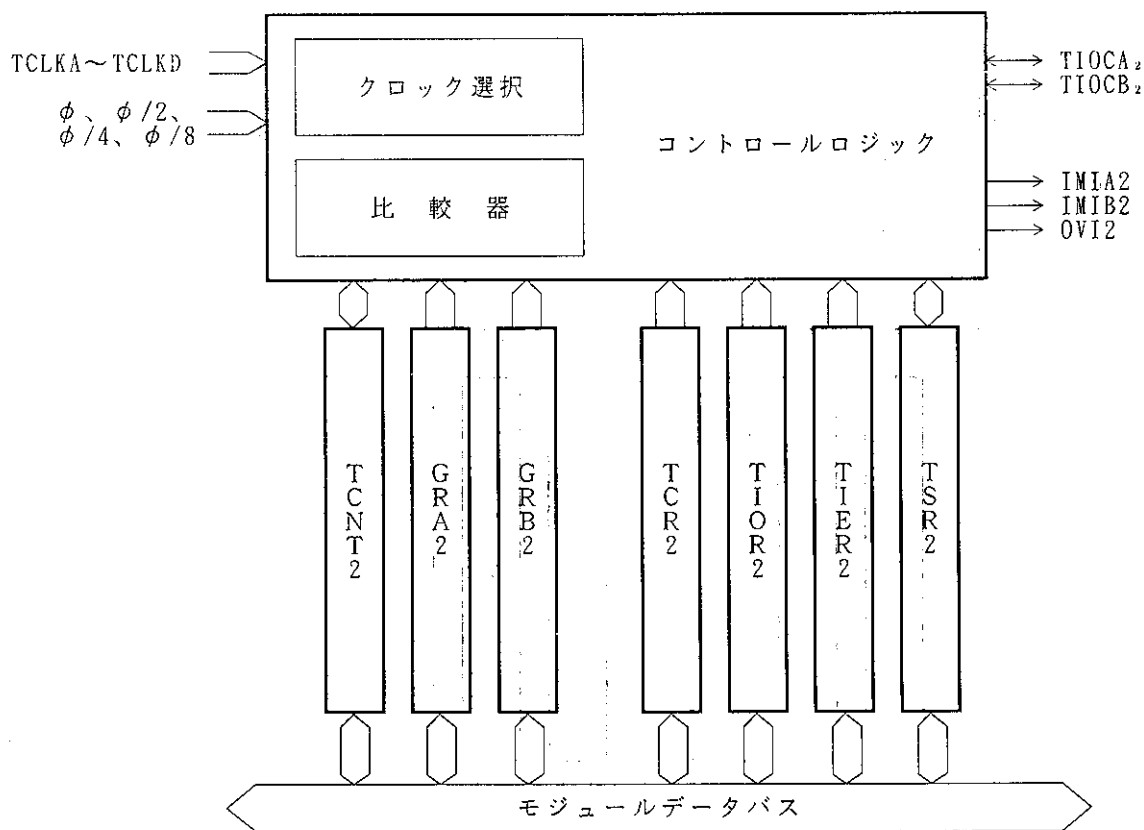 TCLKA～TCLKD
φ、φ/2、
φ/4、φ/8
クロック選択
比較器
コントロールロジック
TIOCA₂
TIOCB₂
IMIA2
IMIB2
OVI2
TCNT2
GRA2
GRB2
TCR2
TIOR2
TIER2
TSR2
モジュールデータバス